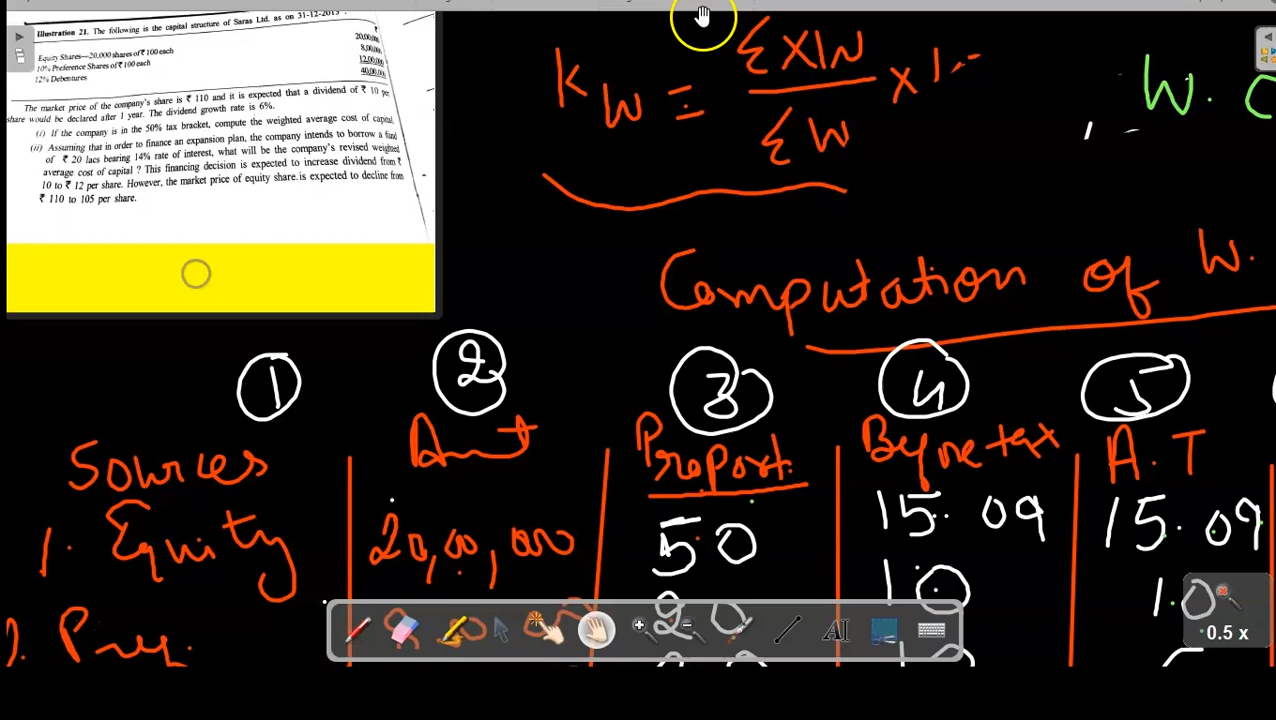 Illustration 21. The following is the capital structure of Saras Ltd. as on 31-12-2015 :
₹
Equity Shares—20,000 shares of ₹ 100 each 20,00,000
10% Preference Shares of ₹ 100 each 8,00,000
12% Debentures 12,00,000
40,00,000
The market price of the company's share is ₹ 110 and it is expected that a dividend of ₹ 10 per
share would be declared after 1 year. The dividend growth rate is 6%.
(i) If the company is in the 50% tax bracket, compute the weighted average cost of capital.
(ii) Assuming that in order to finance an expansion plan, the company intends to borrow a fund
of ₹ 20 lacs bearing 14% rate of interest, what will be the company's revised weighted
average cost of capital ? This financing decision is expected to increase dividend from ₹
10 to ₹ 12 per share. However, the market price of equity share is expected to decline from
₹ 110 to 105 per share.
KW = ΣXIW / ΣW
W. C
Computation of W.
1 2 3 4 5
Sources Amt Proport. Before tax A.T
1. Equity 20,00,000 50 15.09 15.09
2. Pref. 20 10 10
AI
0.5 x